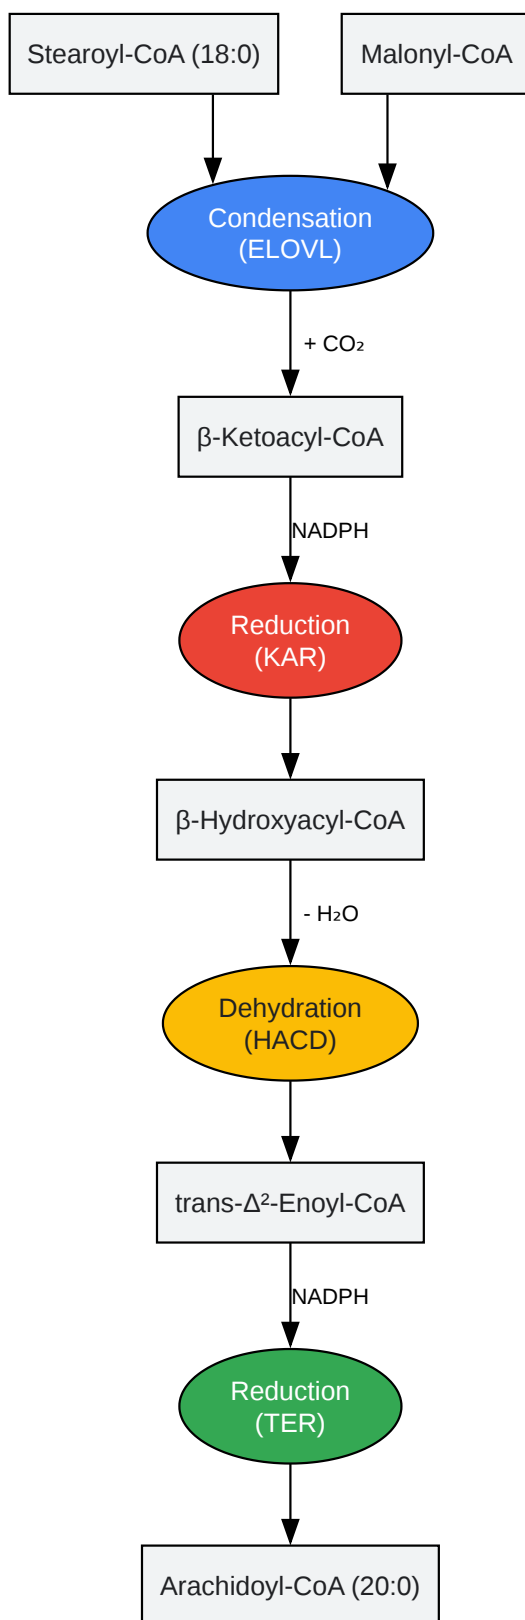 Stearoyl-CoA (18:0)
Malonyl-CoA
Condensation
(ELOVL)
+ CO₂
β-Ketoacyl-CoA
NADPH
Reduction
(KAR)
β-Hydroxyacyl-CoA
- H₂O
Dehydration
(HACD)
trans-Δ²-Enoyl-CoA
NADPH
Reduction
(TER)
Arachidoyl-CoA (20:0)